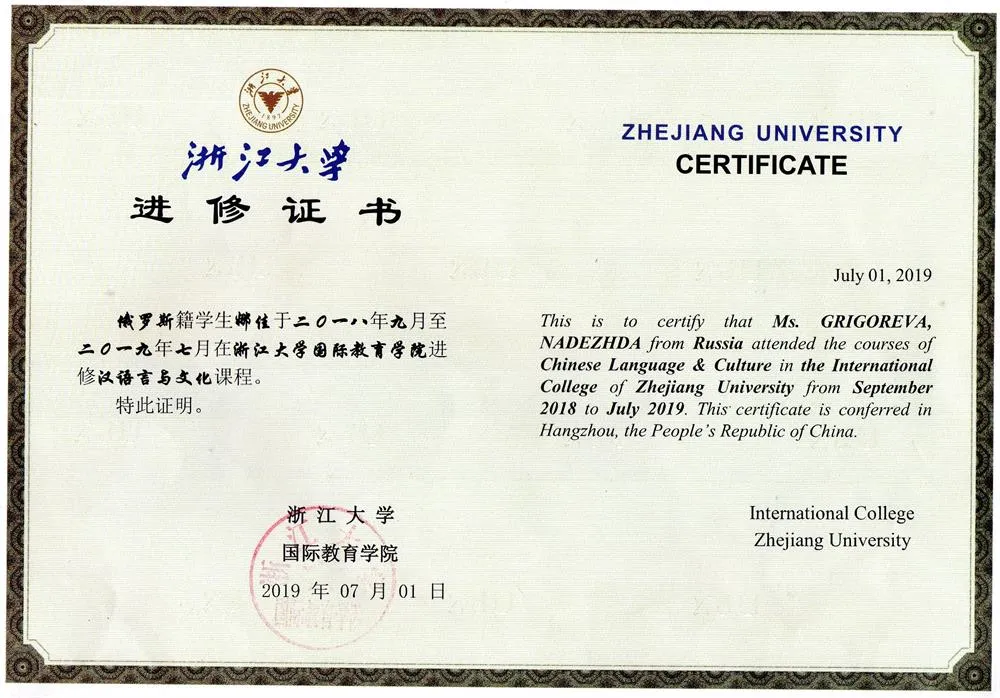 浙江大学
ZHEJIANG UNIVERSITY
1897
浙江大学
进修证书
俄罗斯籍学生娜佳于二〇一八年九月至
二〇一九年七月在浙江大学国际教育学院进
修汉语言与文化课程。
特此证明。
浙江大学
国际教育学院
2019 年 07 月 01 日
ZHEJIANG UNIVERSITY
CERTIFICATE
July 01, 2019
This is to certify that Ms. GRIGOREVA,
NADEZHDA from Russia attended the courses of
Chinese Language & Culture in the International
College of Zhejiang University from September
2018 to July 2019. This certificate is conferred in
Hangzhou, the People's Republic of China.
International College
Zhejiang University